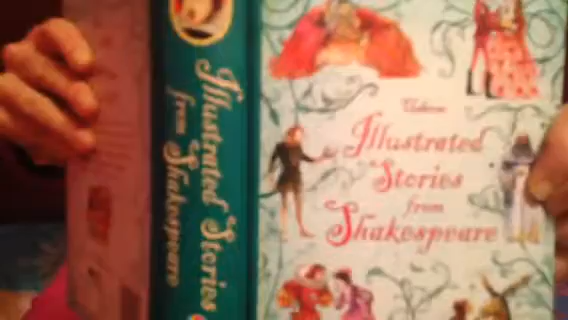 Illustrated Stories
from Shakespeare
Usborne
Illustrated
Stories
from
Shakespeare